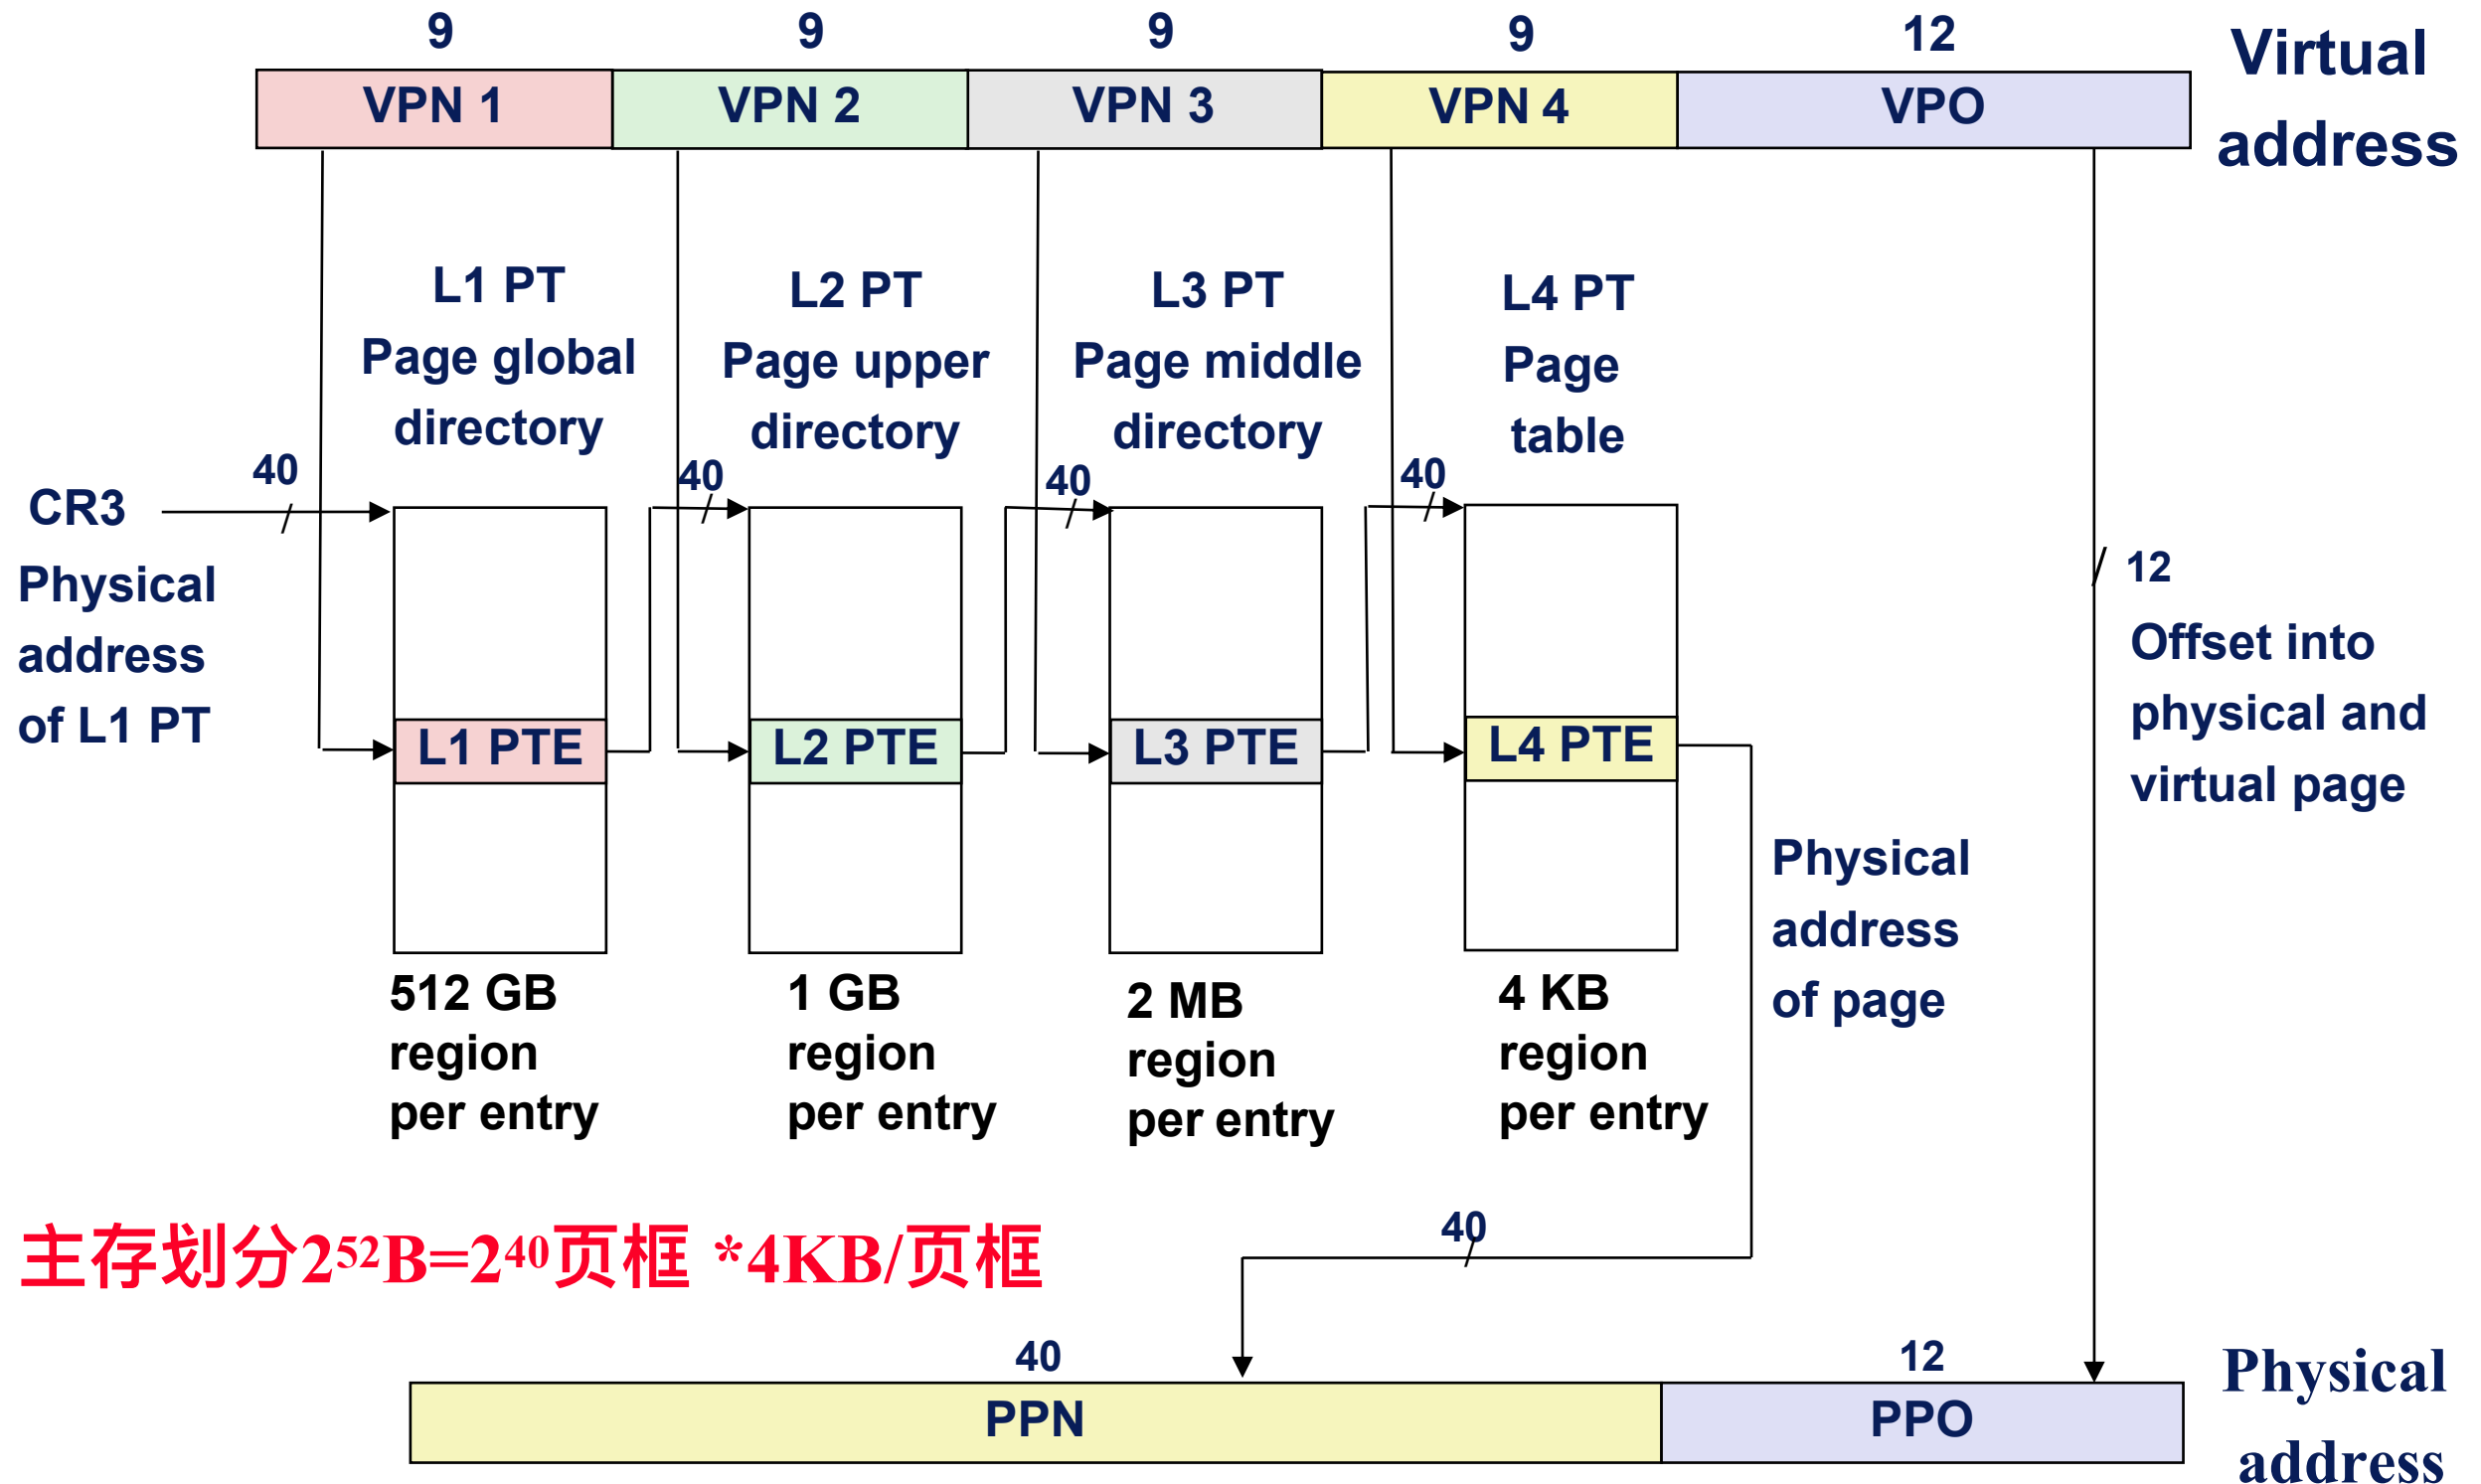 9 9 9 9 12
VPN 1 VPN 2 VPN 3 VPN 4 VPO
Virtual
address
L1 PT
Page global
directory
L2 PT
Page upper
directory
L3 PT
Page middle
directory
L4 PT
Page
table
40 40 40 40
CR3
Physical
address
of L1 PT
12
Offset into
physical and
virtual page
L1 PTE L2 PTE L3 PTE L4 PTE
Physical
address
of page
512 GB
region
per entry
1 GB
region
per entry
2 MB
region
per entry
4 KB
region
per entry
主存划分2⁵²B=2⁴⁰页框 *4KB/页框
40
40 12
PPN PPO
Physical
address